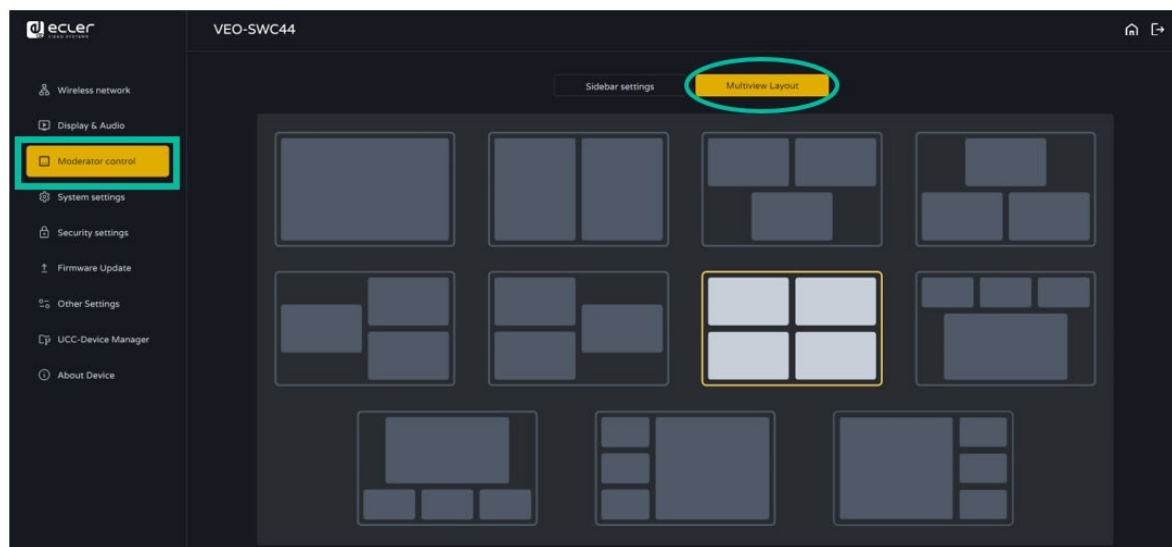 ecler
VEO-SWC44
Sidebar settings
Multiview Layout
Wireless network
Display & Audio
Moderator control
System settings
Security settings
Firmware Update
Other Settings
UCC-Device Manager
About Device